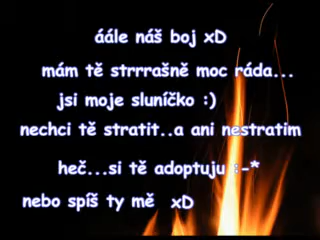 áále náš boj xD
mám tě strrrašně moc ráda...
jsi moje sluníčko :)
nechci tě stratit..a ani nestratim
heč...si tě adoptuju :-*
nebo spíš ty mě xD